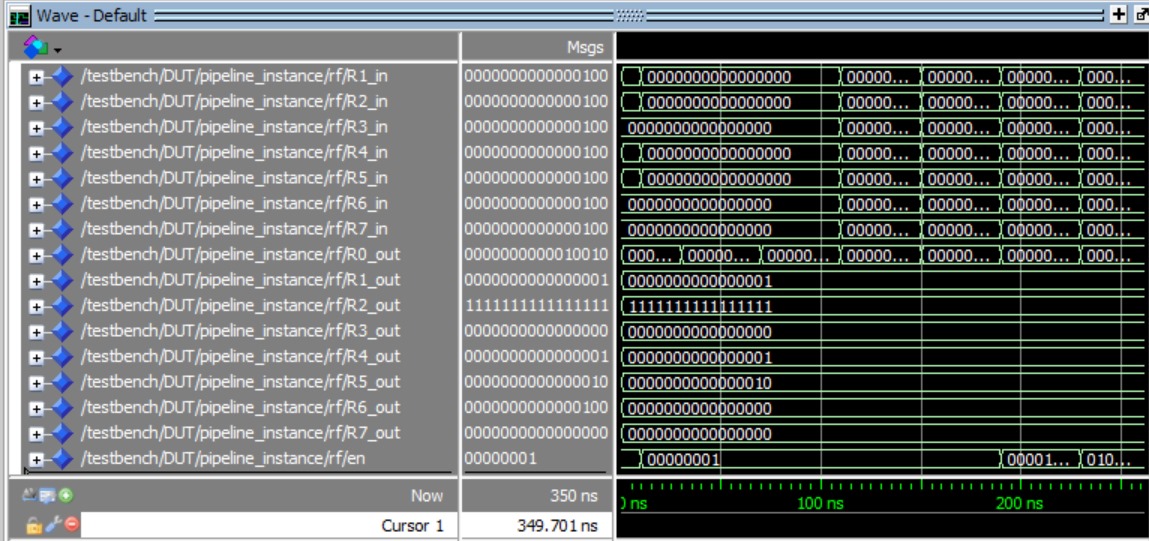 Wave - Default
Msgs
/testbench/DUT/pipeline_instance/rf/R1_in 0000000000000100 0000000000000000 00000... 00000... 00000... 000...
/testbench/DUT/pipeline_instance/rf/R2_in 0000000000000100 0000000000000000 00000... 00000... 00000... 000...
/testbench/DUT/pipeline_instance/rf/R3_in 0000000000000100 0000000000000000 00000... 00000... 00000... 000...
/testbench/DUT/pipeline_instance/rf/R4_in 0000000000000100 0000000000000000 00000... 00000... 00000... 000...
/testbench/DUT/pipeline_instance/rf/R5_in 0000000000000100 0000000000000000 00000... 00000... 00000... 000...
/testbench/DUT/pipeline_instance/rf/R6_in 0000000000000100 0000000000000000 00000... 00000... 00000... 000...
/testbench/DUT/pipeline_instance/rf/R7_in 0000000000000100 0000000000000000 00000... 00000... 00000... 000...
/testbench/DUT/pipeline_instance/rf/R0_out 0000000000010010 000... 00000... 00000... 00000... 00000... 00000... 000...
/testbench/DUT/pipeline_instance/rf/R1_out 0000000000000001 0000000000000001
/testbench/DUT/pipeline_instance/rf/R2_out 1111111111111111 1111111111111111
/testbench/DUT/pipeline_instance/rf/R3_out 0000000000000000 0000000000000000
/testbench/DUT/pipeline_instance/rf/R4_out 0000000000000001 0000000000000001
/testbench/DUT/pipeline_instance/rf/R5_out 0000000000000010 0000000000000010
/testbench/DUT/pipeline_instance/rf/R6_out 0000000000000100 0000000000000000
/testbench/DUT/pipeline_instance/rf/R7_out 0000000000000000 0000000000000000
/testbench/DUT/pipeline_instance/rf/en 00000001 00000001 00001... 010...
Now 350 ns ns 100 ns 200 ns
Cursor 1 349.701 ns